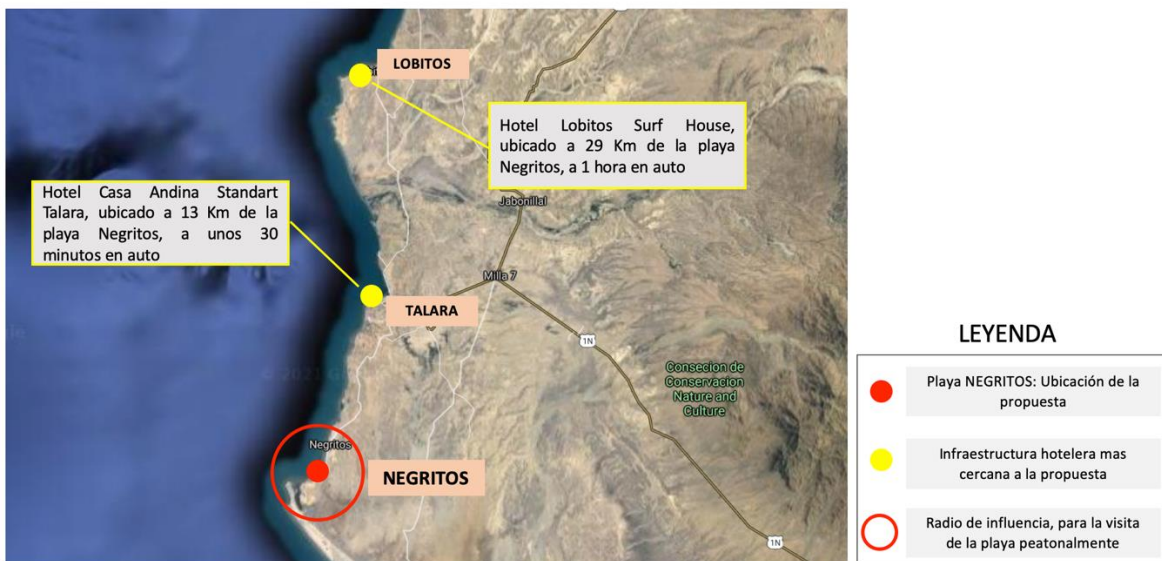 LOBITOS
Hotel Lobitos Surf House,
ubicado a 29 Km de la playa
Negritos, a 1 hora en auto
Hotel Casa Andina Standart
Talara, ubicado a 13 Km de la
playa Negritos, a unos 30
minutos en auto
Jabonillal
Milla 7
TALARA
1N
Consecion de
Conservacion
Nature and
Culture
Negritos
NEGRITOS
1N
LEYENDA
Playa NEGRITOS: Ubicación de la
propuesta
Infraestructura hotelera mas
cercana a la propuesta
Radio de influencia, para la visita
de la playa peatonalmente